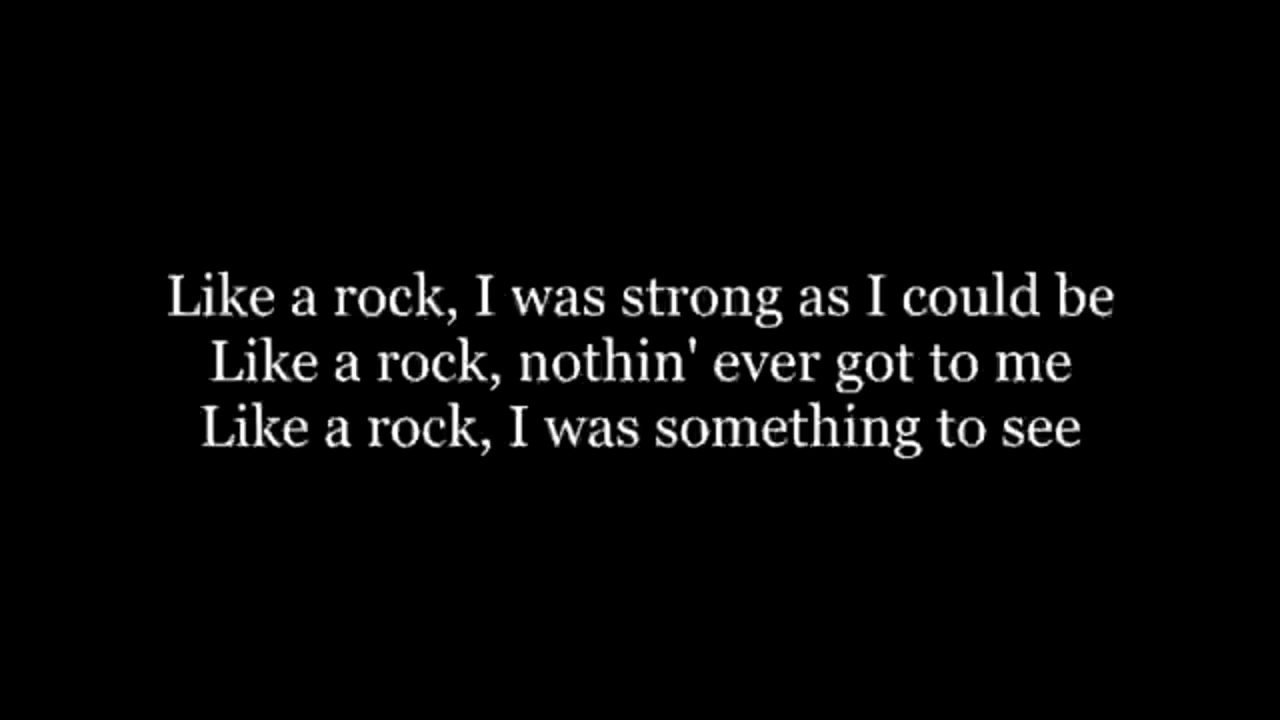 Like a rock, I was strong as I could be
Like a rock, nothin' ever got to me
Like a rock, I was something to see